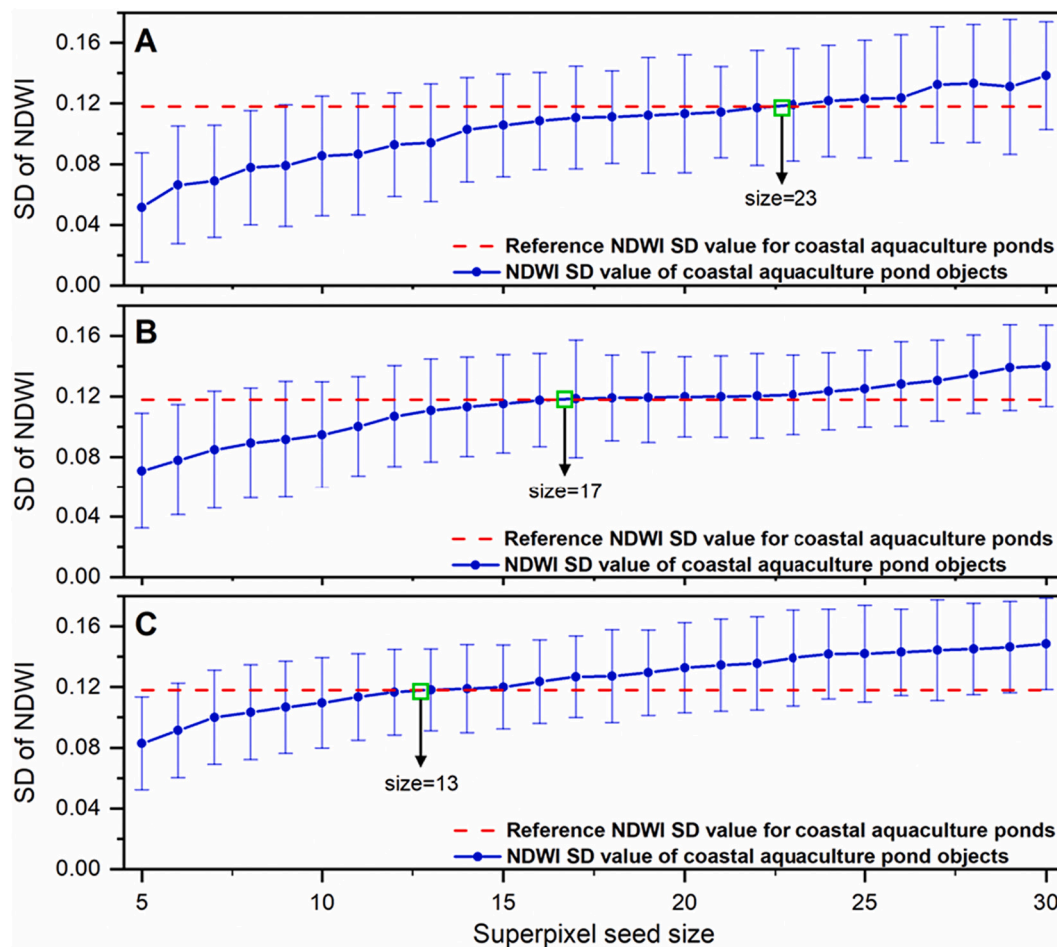 A
0.16
0.12
0.08
0.04
0.00
SD of NDWI
size=23
Reference NDWI SD value for coastal aquaculture ponds
NDWI SD value of coastal aquaculture pond objects
B
0.16
0.12
0.08
0.04
0.00
SD of NDWI
size=17
Reference NDWI SD value for coastal aquaculture ponds
NDWI SD value of coastal aquaculture pond objects
C
0.16
0.12
0.08
0.04
0.00
SD of NDWI
size=13
Reference NDWI SD value for coastal aquaculture ponds
NDWI SD value of coastal aquaculture pond objects
5 10 15 20 25 30
Superpixel seed size